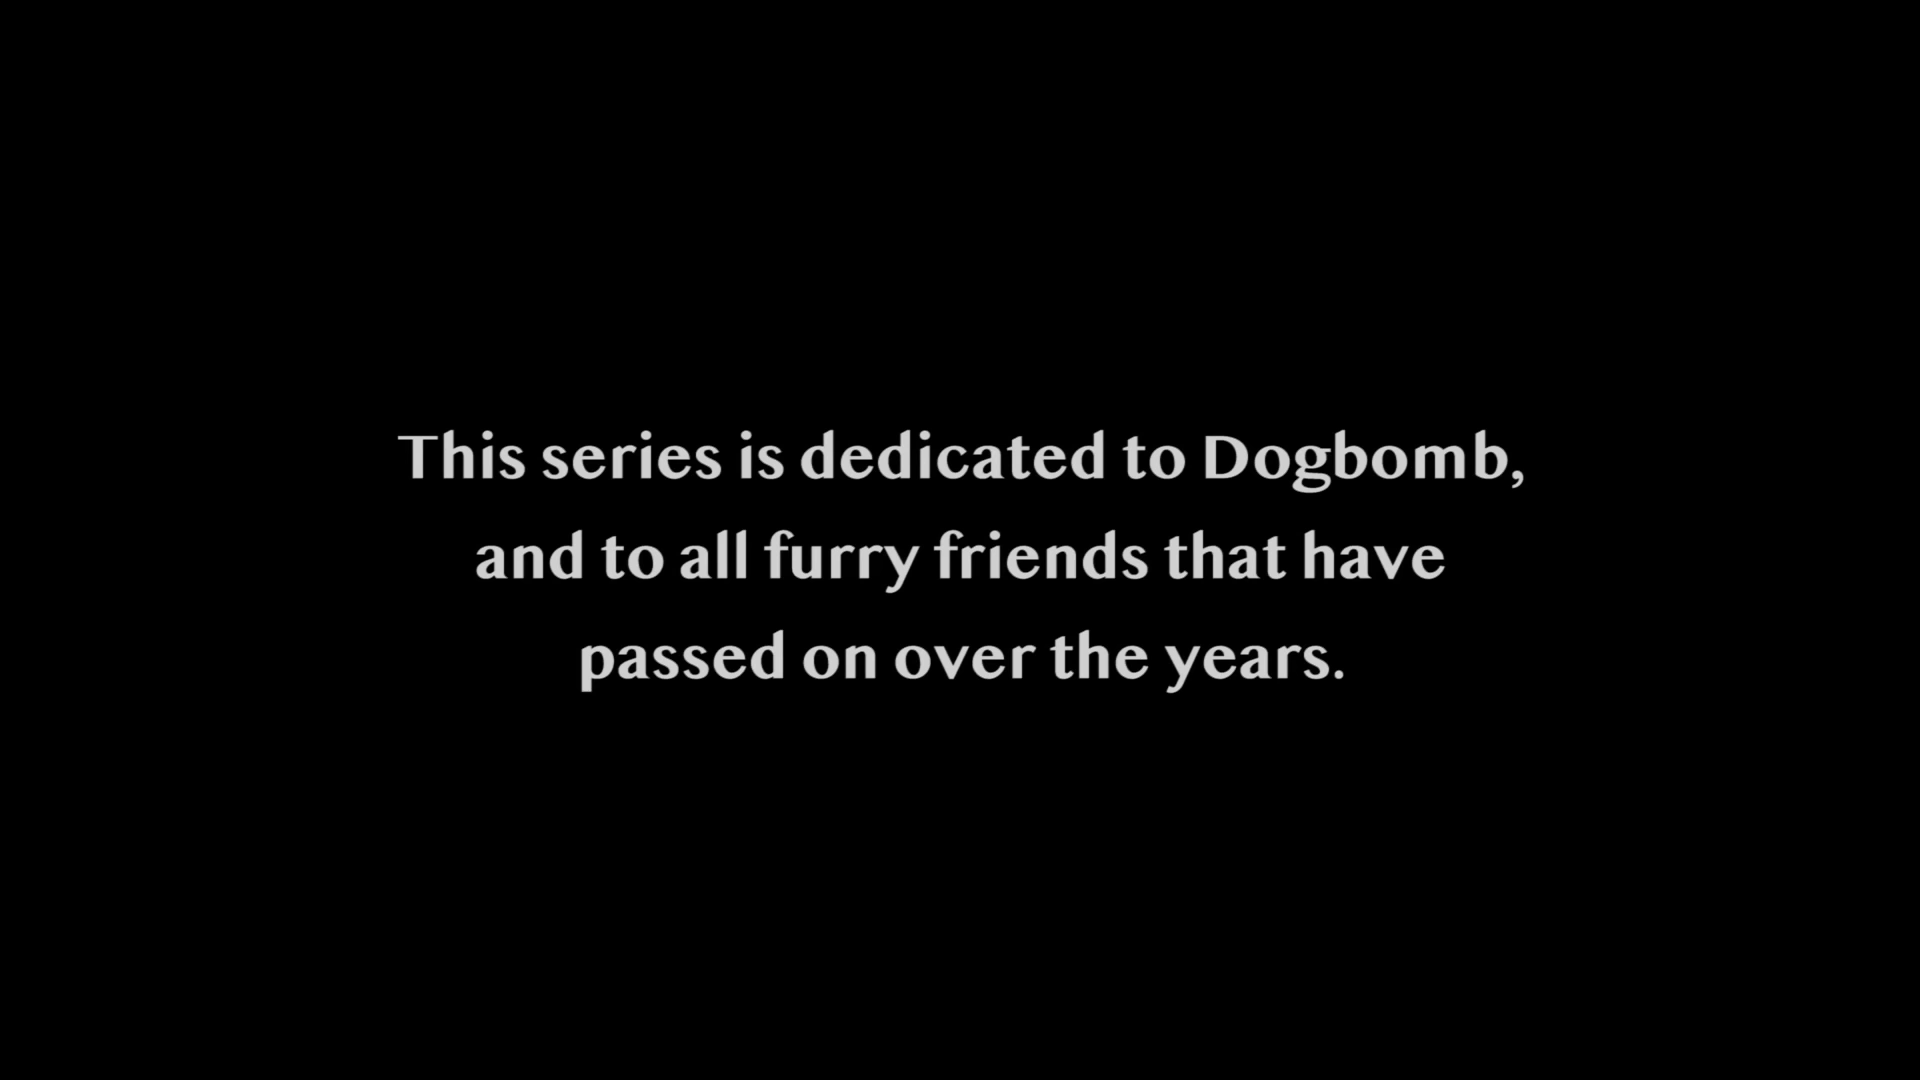 This series is dedicated to Dogbomb,
and to all furry friends that have
passed on over the years.